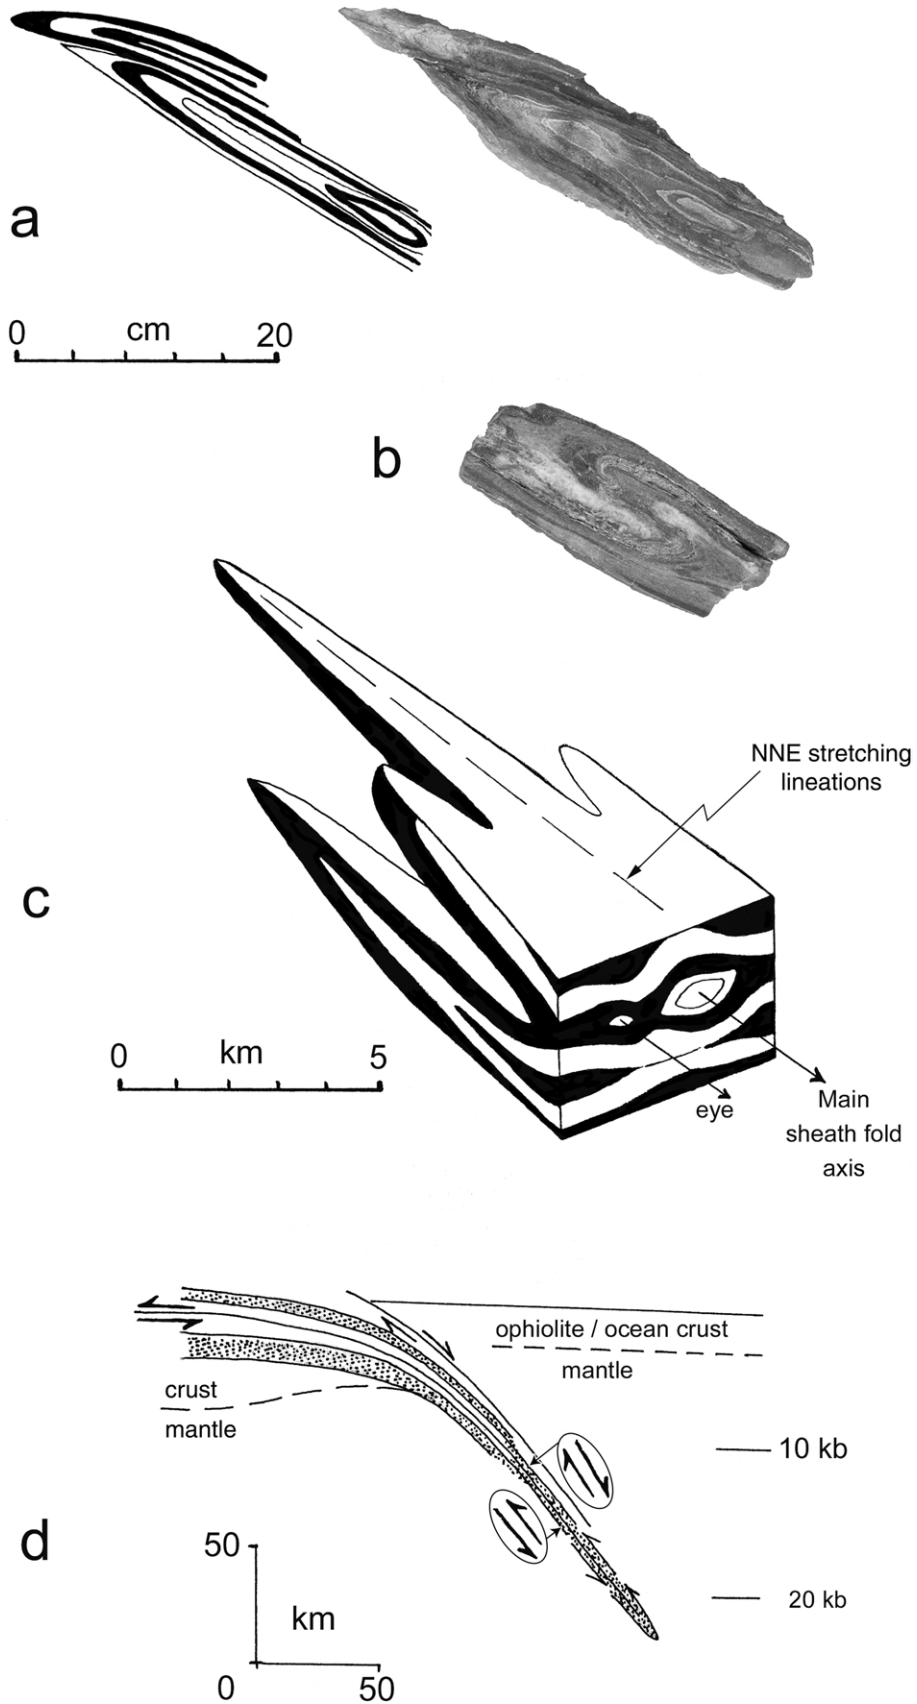 a
0 cm 20
b
NNE stretching
lineations
c
0 km 5
eye
Main
sheath fold
axis
ophiolite / ocean crust
mantle
crust
mantle
10 kb
d
50
km
20 kb
0 50